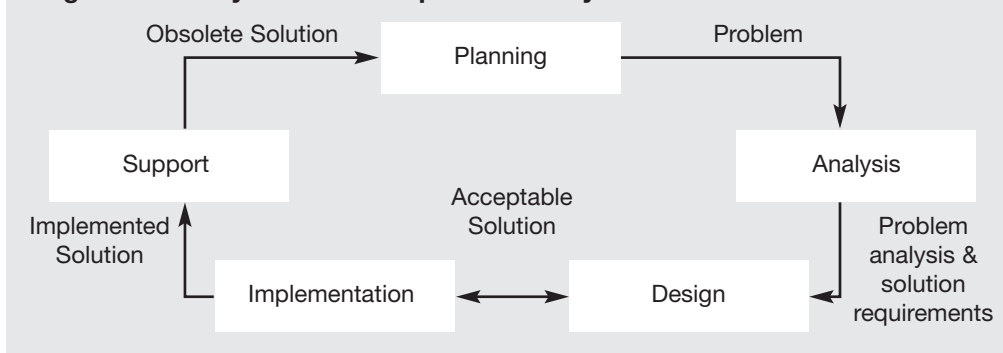 Obsolete Solution
Planning
Problem
Support
Analysis
Acceptable
Solution
Implemented
Solution
Problem
analysis &
solution
requirements
Implementation
Design